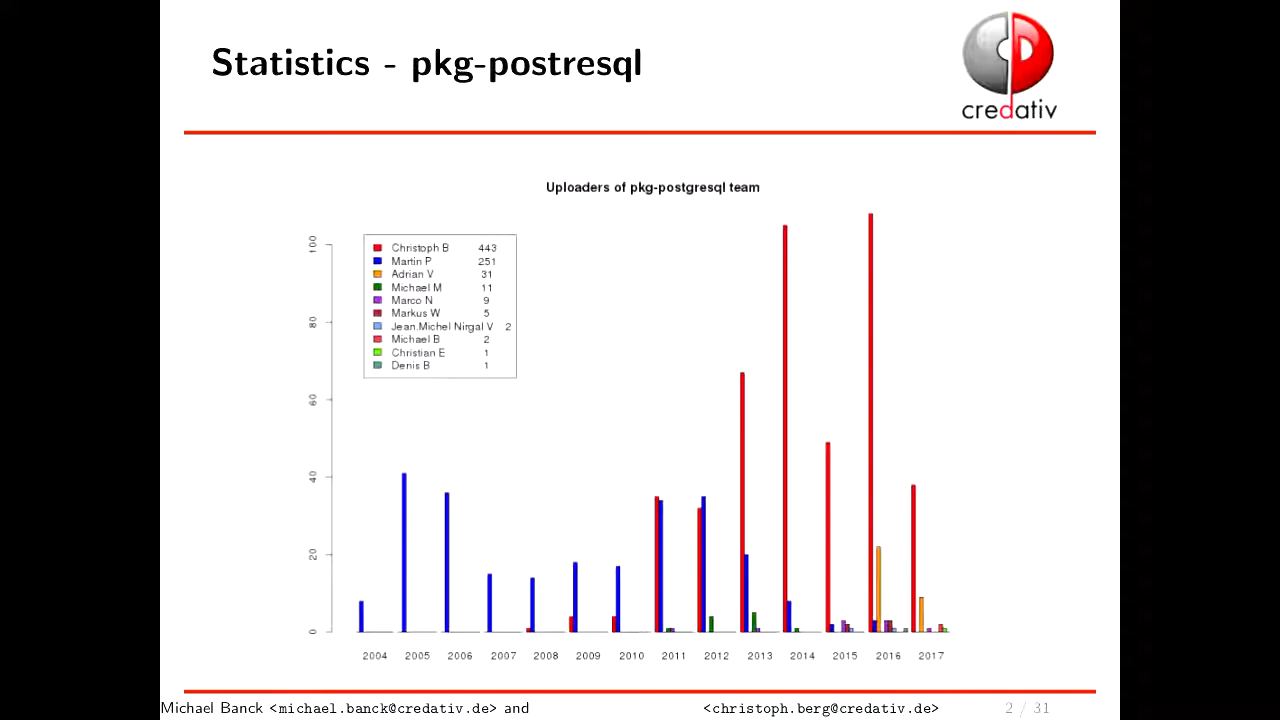 Statistics - pkg-postresql
credativ
Uploaders of pkg-postgresql team
Christoph B 443
Martin P 251
Adrian V 31
Michael M 11
Marco N 9
Markus W 5
Jean.Michel Nirgal V 2
Michael B 2
Christian E 1
Denis B 1
100
80
60
40
20
0
2004 2005 2006 2007 2008 2009 2010 2011 2012 2013 2014 2015 2016 2017
Michael Banck <michael.banck@credativ.de> and <christoph.berg@credativ.de> 2 / 31